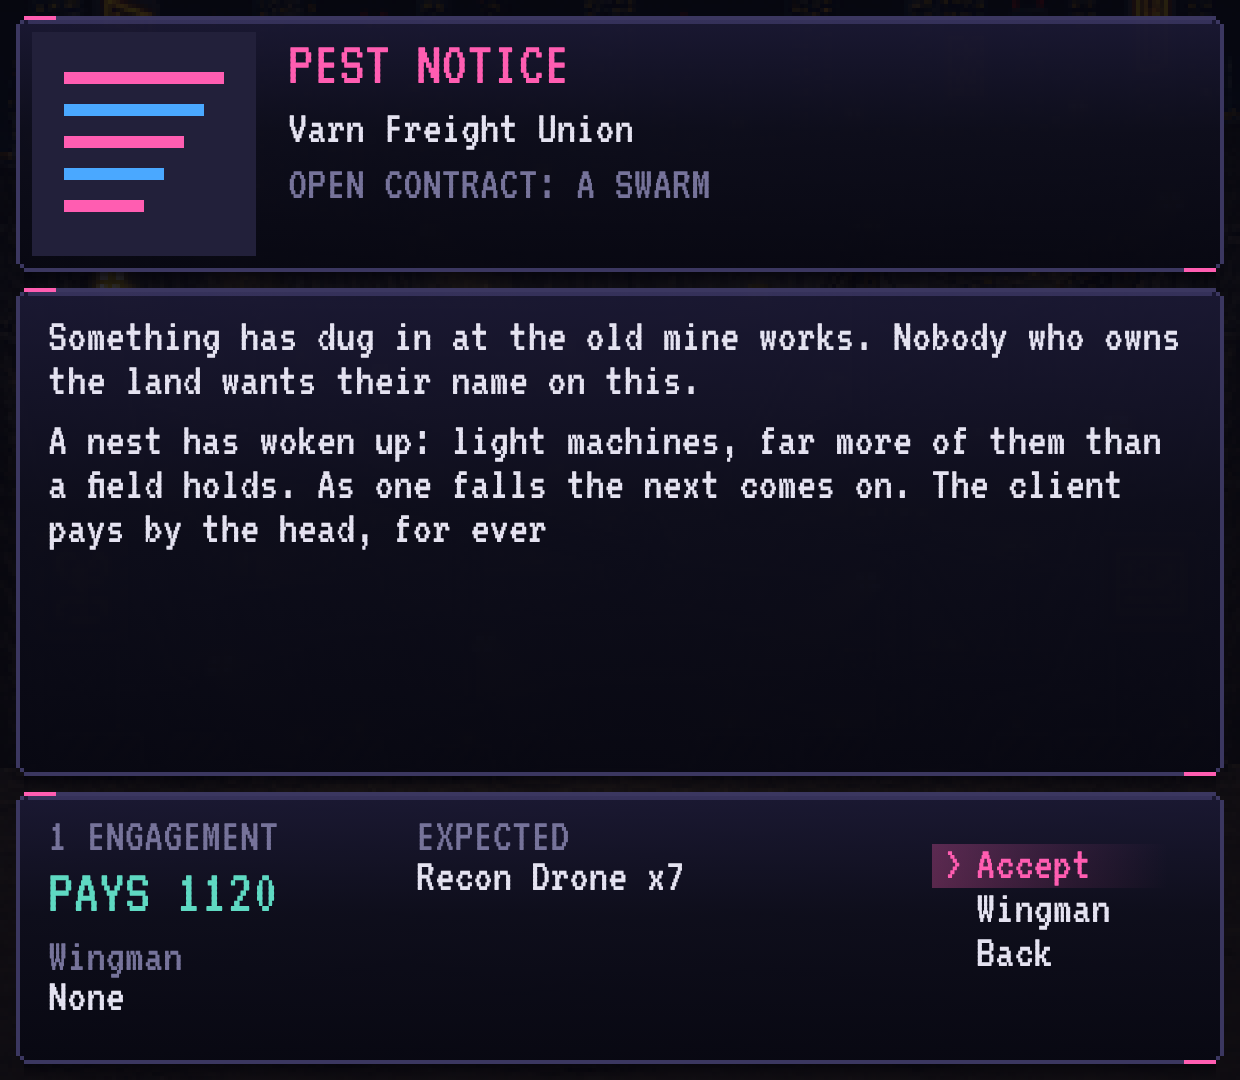 PEST NOTICE
Varn Freight Union
OPEN CONTRACT: A SWARM
Something has dug in at the old mine works. Nobody who owns
the land wants their name on this.
A nest has woken up: light machines, far more of them than
a field holds. As one falls the next comes on. The client
pays by the head, for ever
1 ENGAGEMENT
PAYS 1120
Wingman
None
EXPECTED
Recon Drone x7
> Accept
Wingman
Back